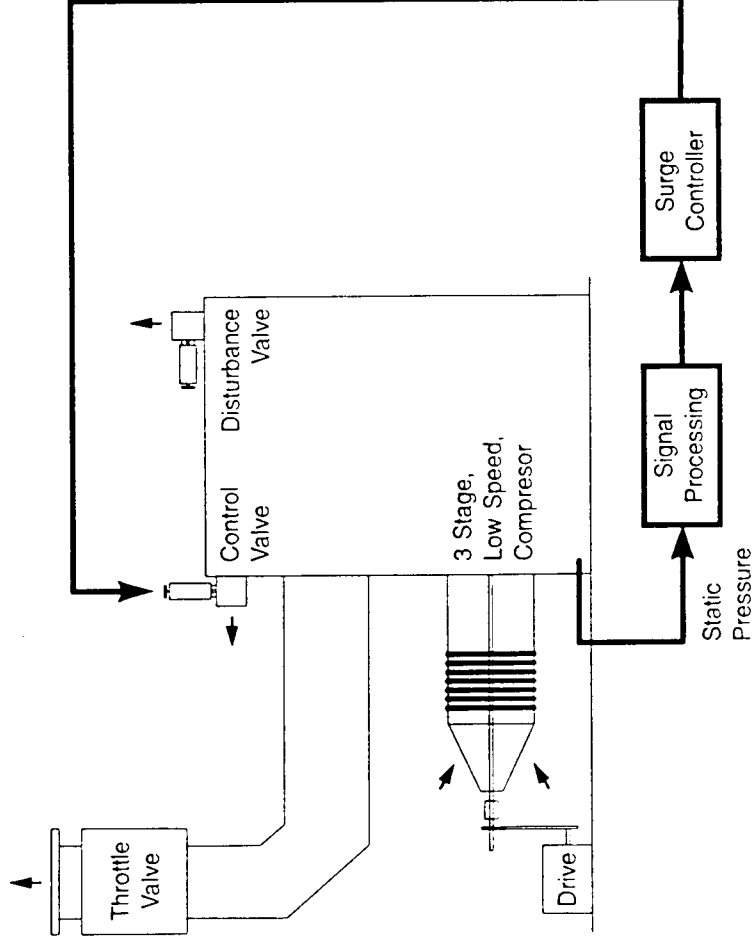 Throttle
Valve
Control
Valve
Disturbance
Valve
3 Stage,
Low Speed,
Compresor
Drive
Static
Pressure
Signal
Processing
Surge
Controller